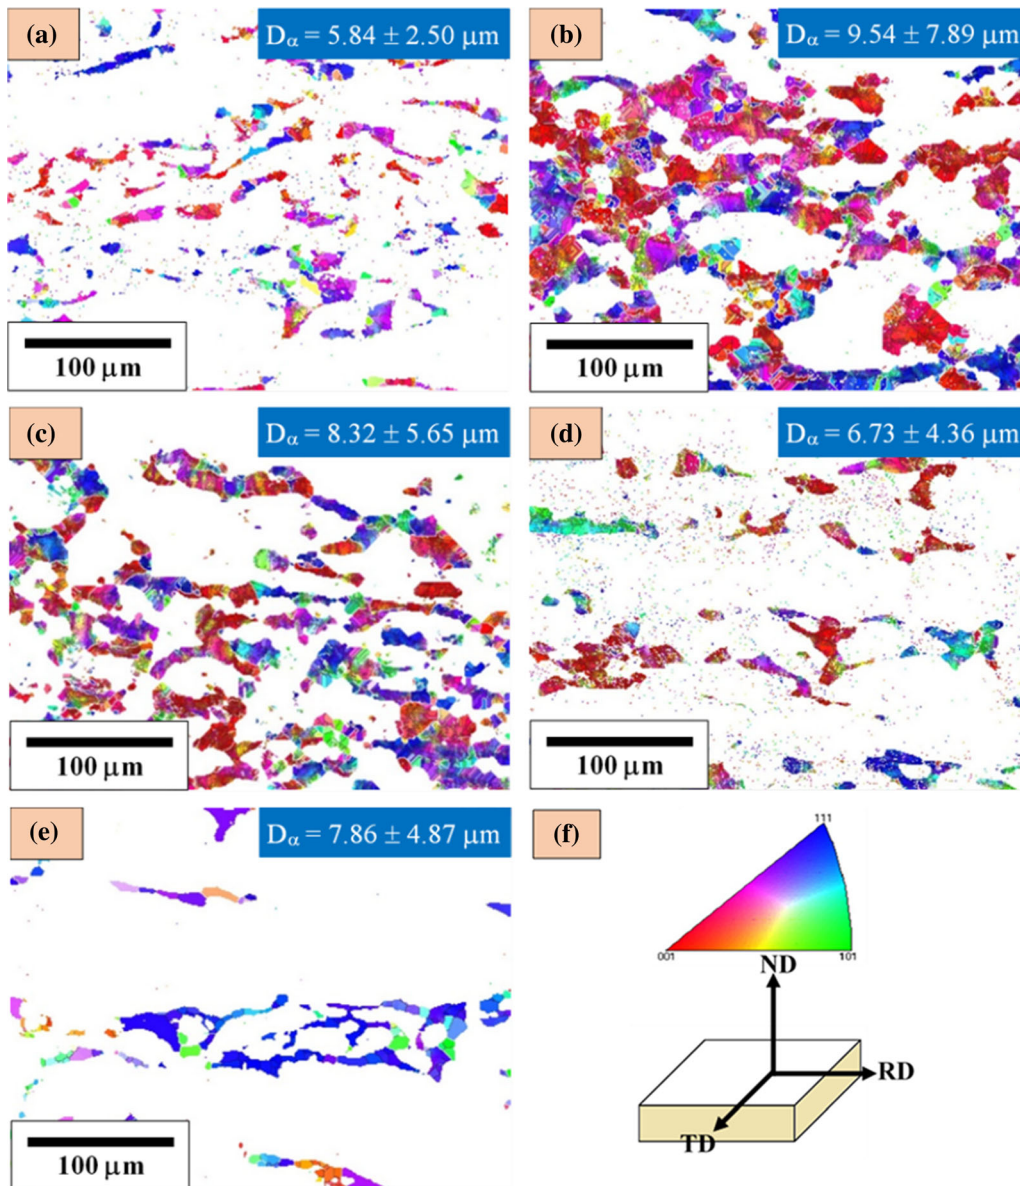 (a)
Dα = 5.84 ± 2.50 μm
100 μm
(b)
Dα = 9.54 ± 7.89 μm
100 μm
(c)
Dα = 8.32 ± 5.65 μm
100 μm
(d)
Dα = 6.73 ± 4.36 μm
100 μm
(e)
Dα = 7.86 ± 4.87 μm
100 μm
(f)
111
001
101
ND
RD
TD